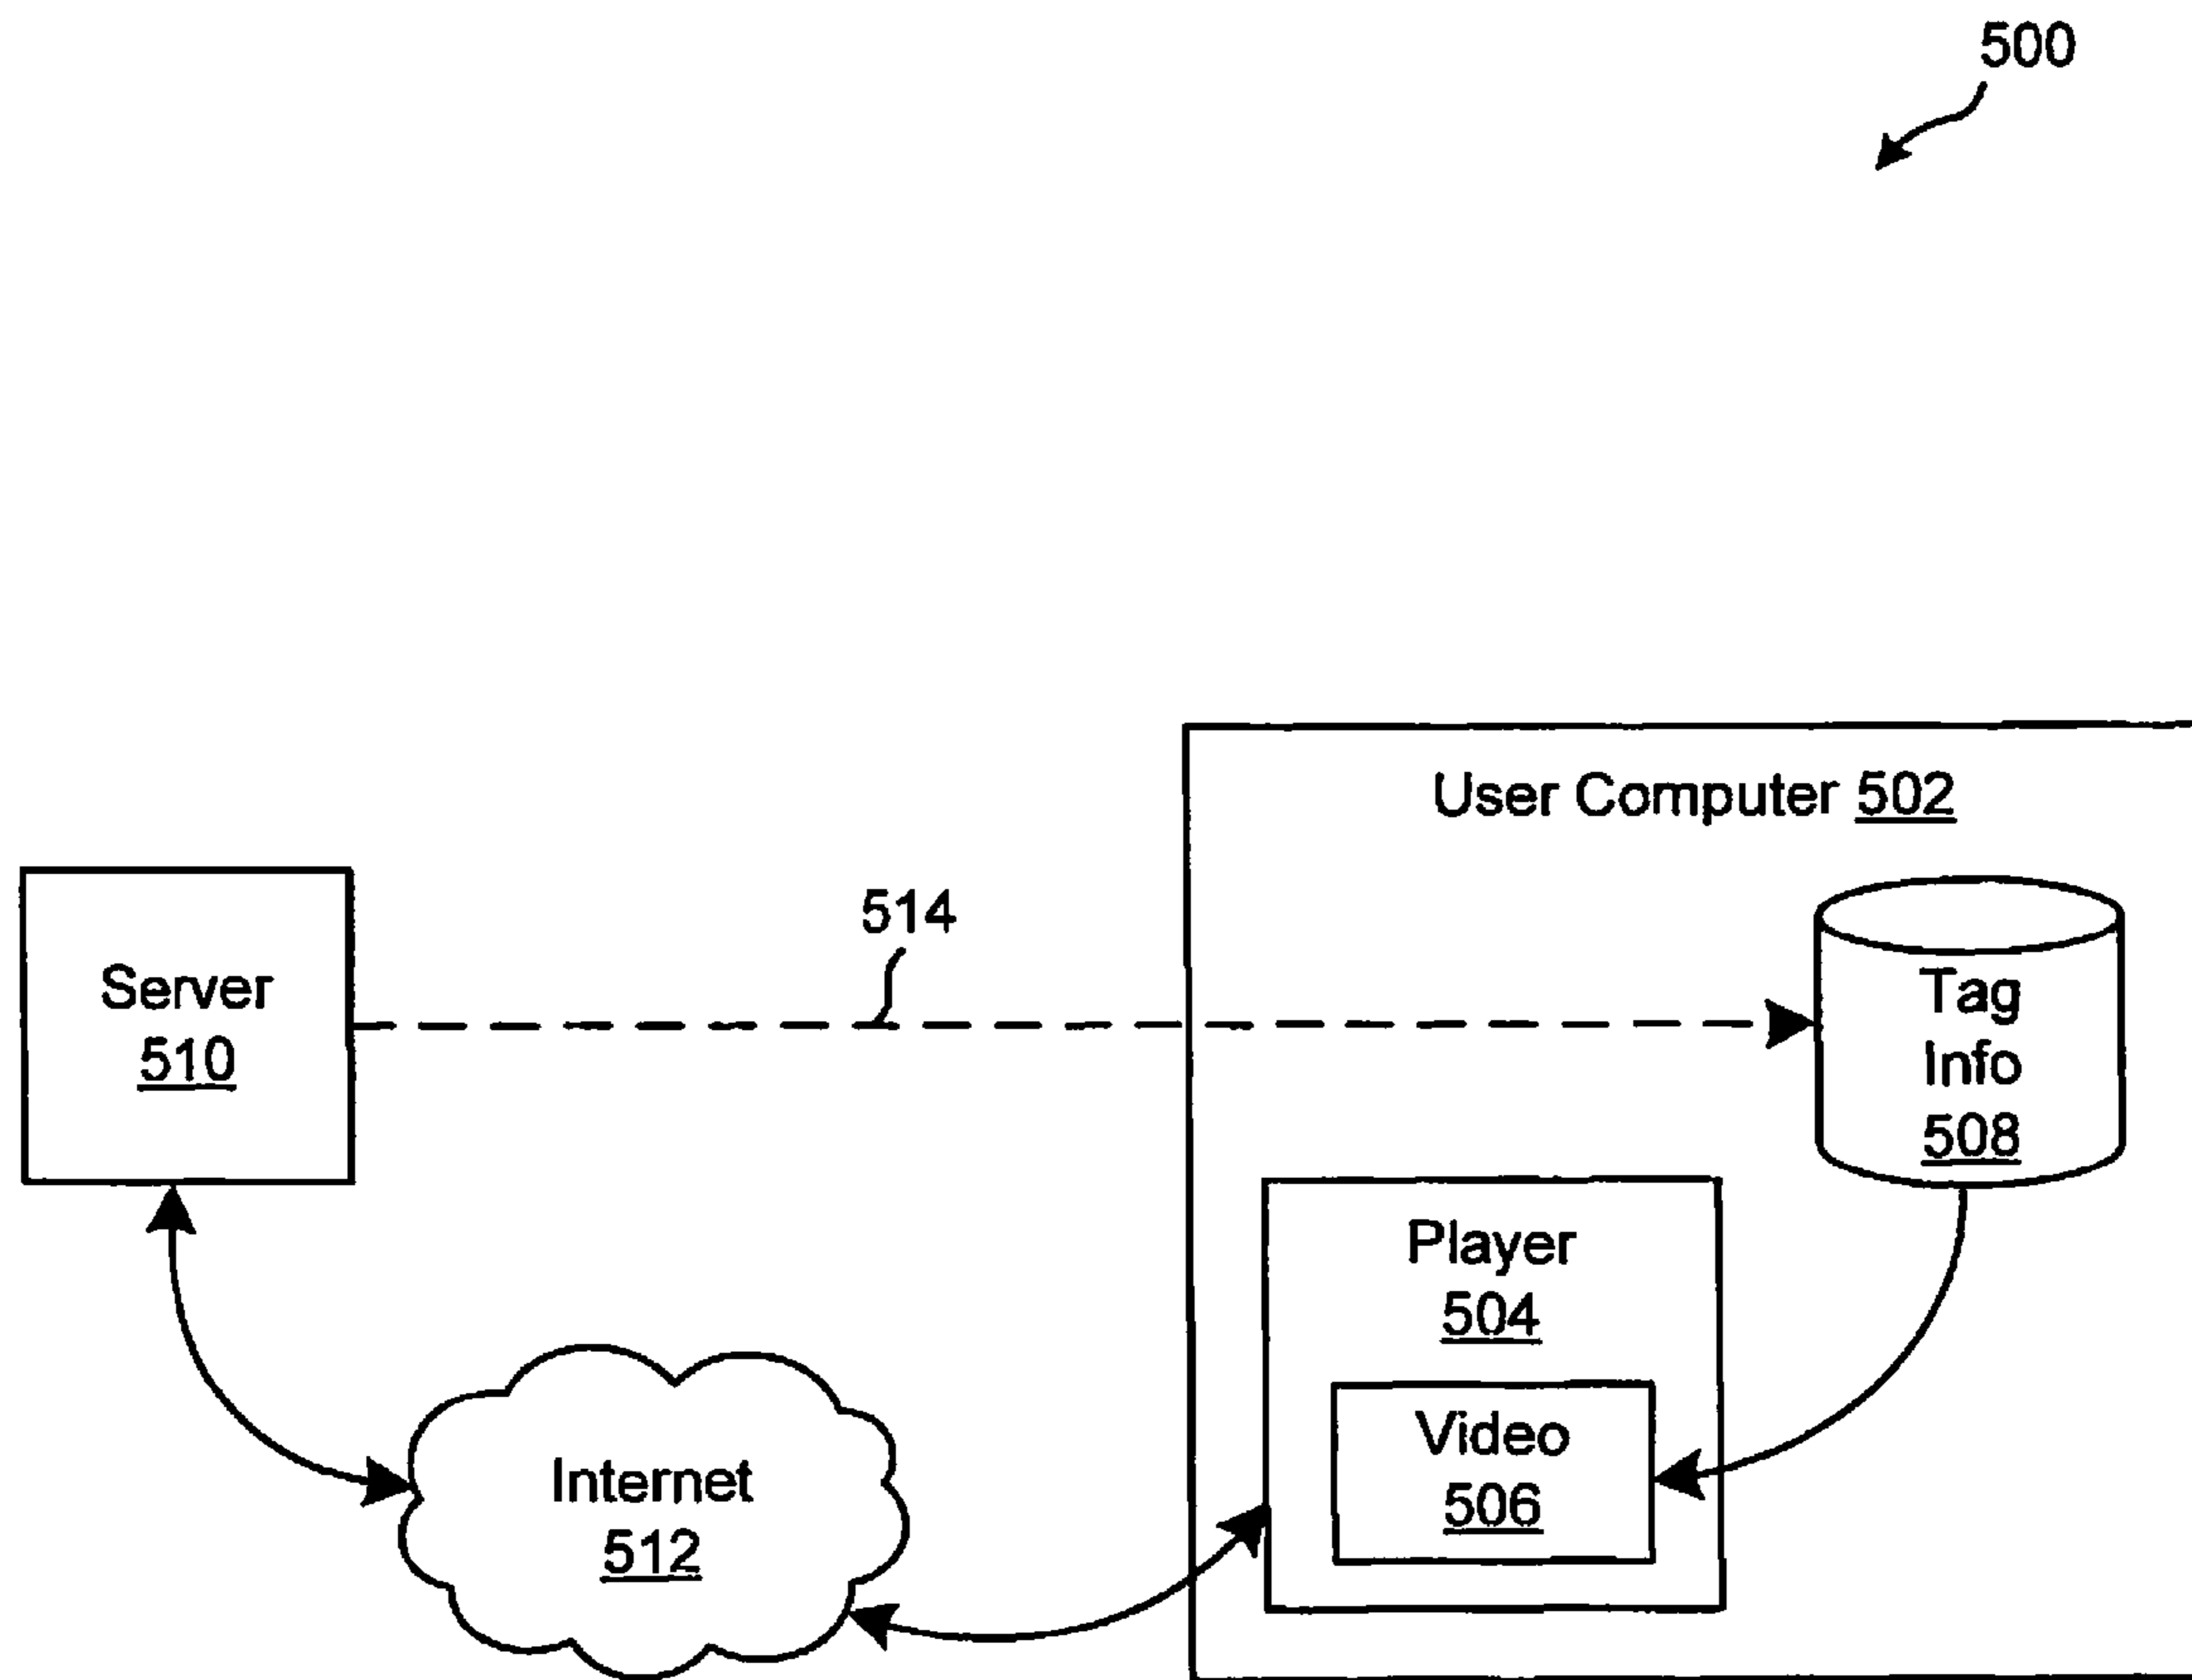 500
User Computer 502
514
Server
510
Tag
Info
508
Player
504
Video
506
Internet
512